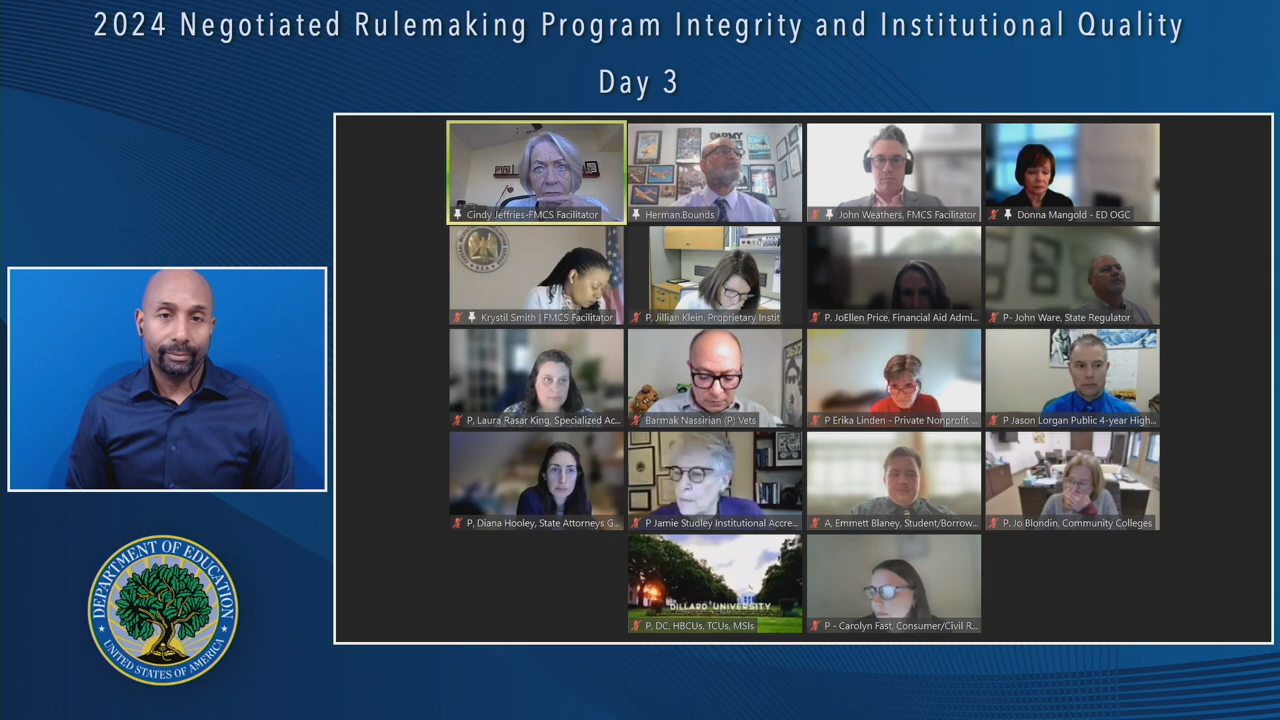 2024 Negotiated Rulemaking Program Integrity and Institutional Quality
Day 3
ARMY
Cindy Jeffries-FMCS Facilitator
Herman.Bounds
John Weathers, FMCS Facilitator
Donna Mangold - ED OGC
Krystil Smith | FMCS Facilitator
P, Jillian Klein, Proprietary Instit
P. JoEllen Price, Financial Aid Admi...
P- John Ware, State Regulator
P, Laura Rasar King, Specialized Ac...
Barmak Nassirian (P) Vets
P Erika Linden - Private Nonprofit ...
P Jason Lorgan Public 4-year High...
P, Diana Hooley, State Attorneys G...
P Jamie Studley Institutional Accre...
A, Emmett Blaney, Student/Borrow...
P. Jo Blondin, Community Colleges
DILLARD UNIVERSITY
P, DC, HBCUs, TCUs, MSIs
P - Carolyn Fast, Consumer/Civil R...
DEPARTMENT OF EDUCATION
UNITED STATES OF AMERICA